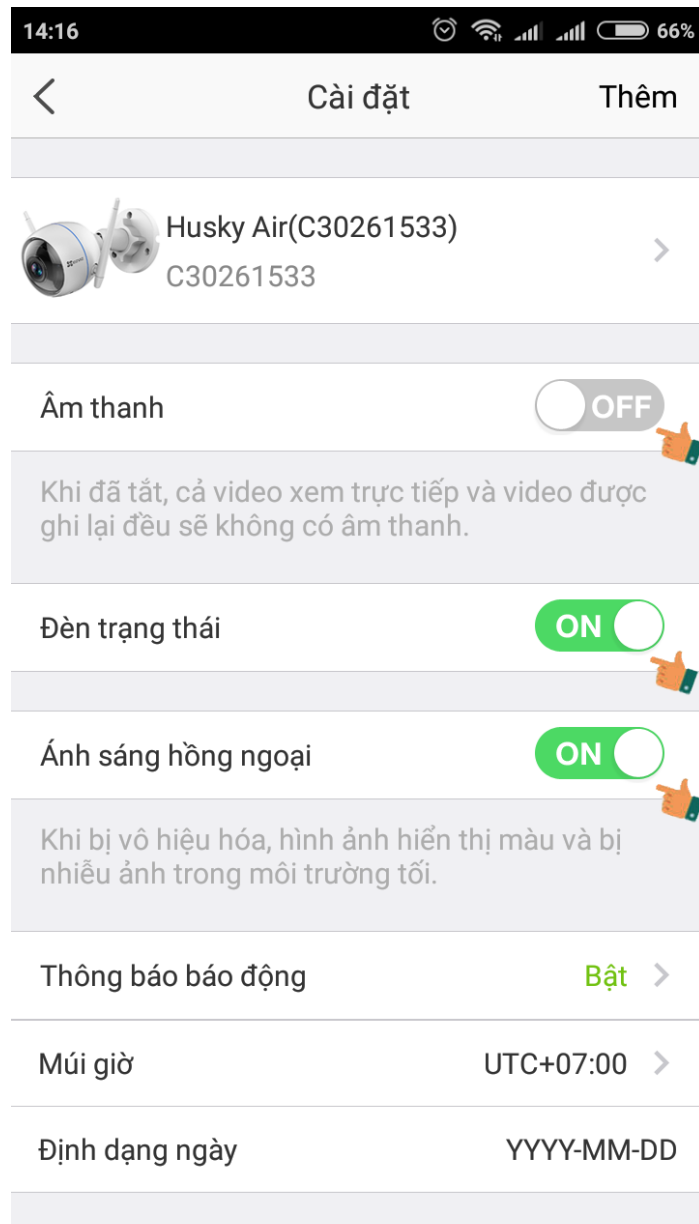 14:16 66%
Cài đặt Thêm
Husky Air(C30261533)
C30261533
Âm thanh OFF
Khi đã tắt, cả video xem trực tiếp và video được
ghi lại đều sẽ không có âm thanh.
Đèn trạng thái ON
Ánh sáng hồng ngoại ON
Khi bị vô hiệu hóa, hình ảnh hiển thị màu và bị
nhiễu ảnh trong môi trường tối.
Thông báo báo động Bật
Múi giờ UTC+07:00
Định dạng ngày YYYY-MM-DD